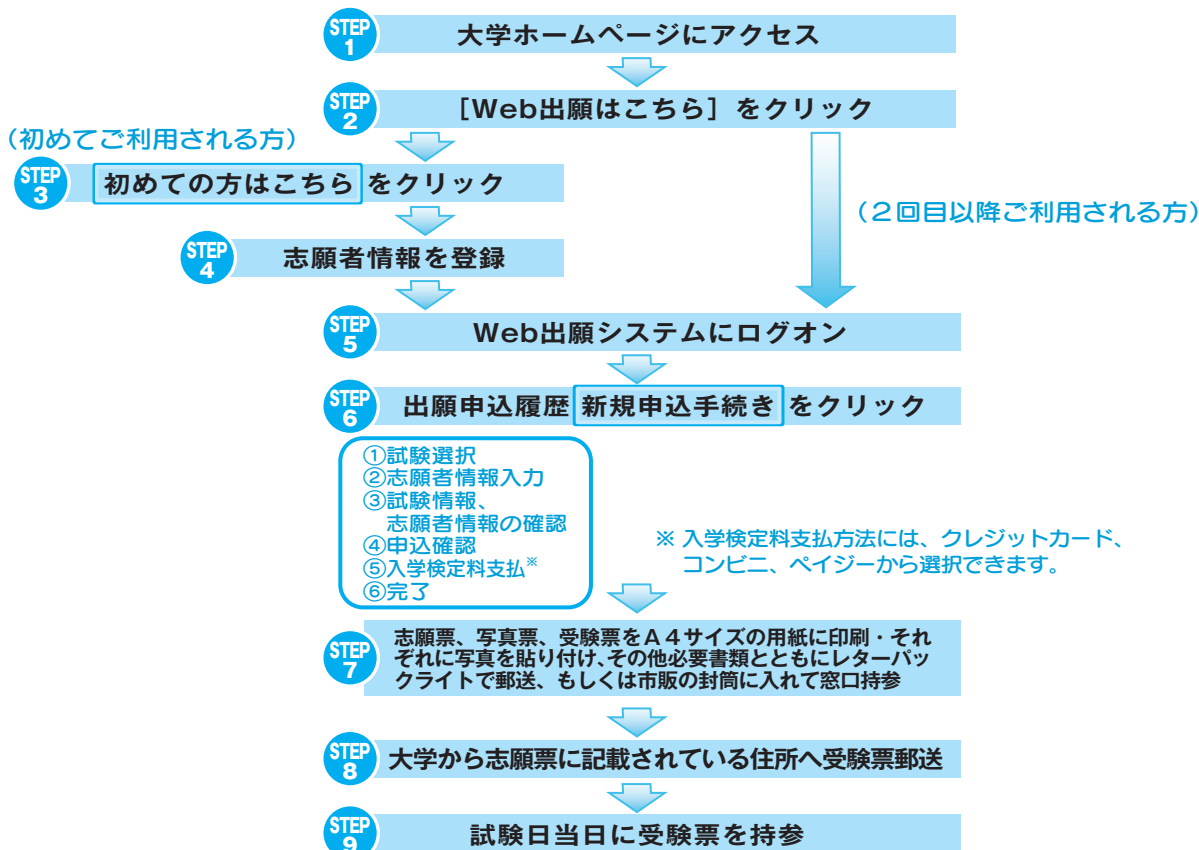 STEP 1 大学ホームページにアクセス
STEP 2 [Web出願はこちら] をクリック
(初めてご利用される方)
STEP 3 初めての方はこちら をクリック
(2回目以降ご利用される方)
STEP 4 志願者情報を登録
STEP 5 Web出願システムにログオン
STEP 6 出願申込履歴 新規申込手続き をクリック
①試験選択
②志願者情報入力
③試験情報、
志願者情報の確認
④申込確認
⑤入学検定料支払※
⑥完了
※ 入学検定料支払方法には、クレジットカード、
コンビニ、ペイジーから選択できます。
STEP 7
志願票、写真票、受験票をA4サイズの用紙に印刷・それ
ぞれに写真を貼り付け、その他必要書類とともにレターパッ
クライトで郵送、もしくは市販の封筒に入れて窓口持参
STEP 8 大学から志願票に記載されている住所へ受験票郵送
STEP 9 試験日当日に受験票を持参